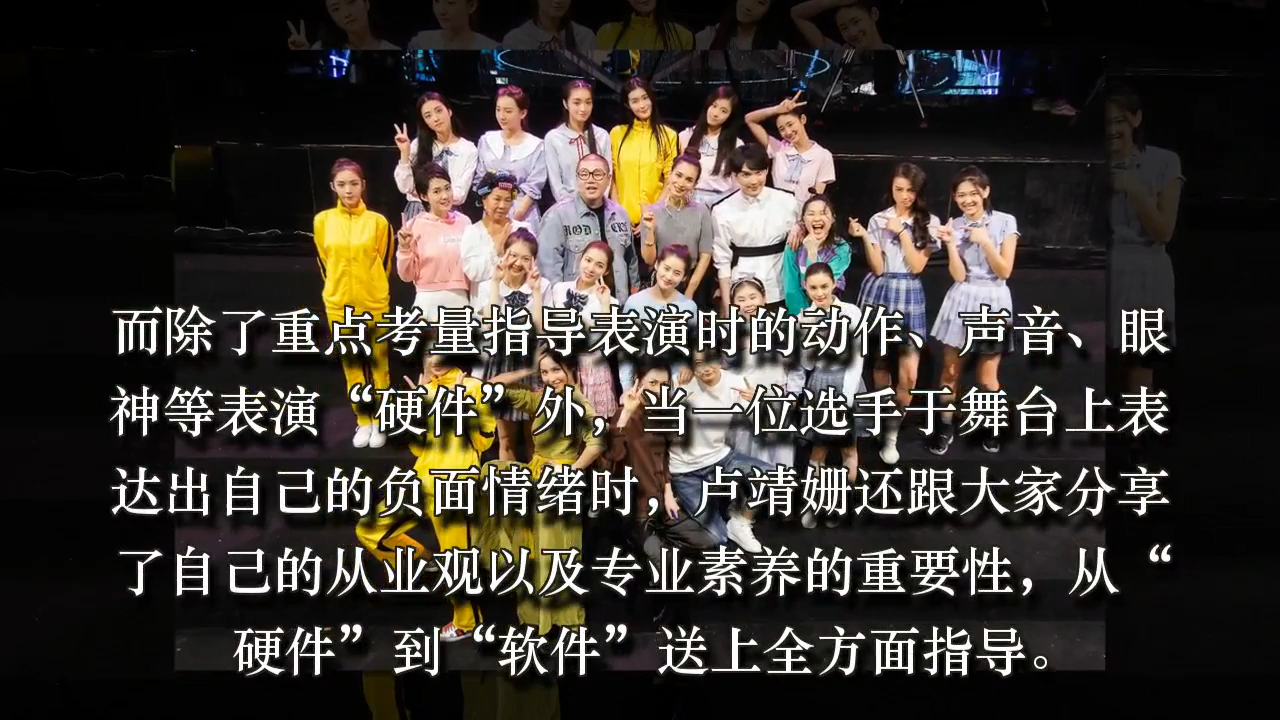 而除了重点考量指导表演时的动作、声音、眼
神等表演“硬件”外，当一位选手于舞台上表
达出自己的负面情绪时，卢靖姗还跟大家分享
了自己的从业观以及专业素养的重要性，从“
硬件”到“软件”送上全方面指导。